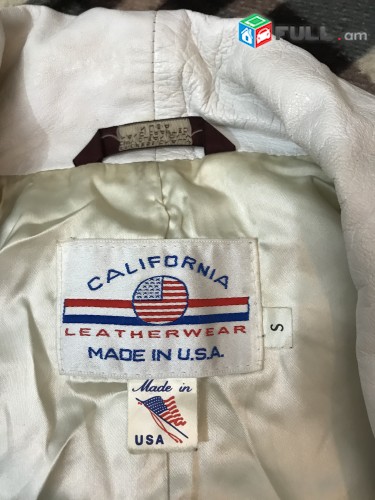 FULL.am
CALIFORNIA
LEATHERWEAR
MADE IN U.S.A.
S
Made in
USA